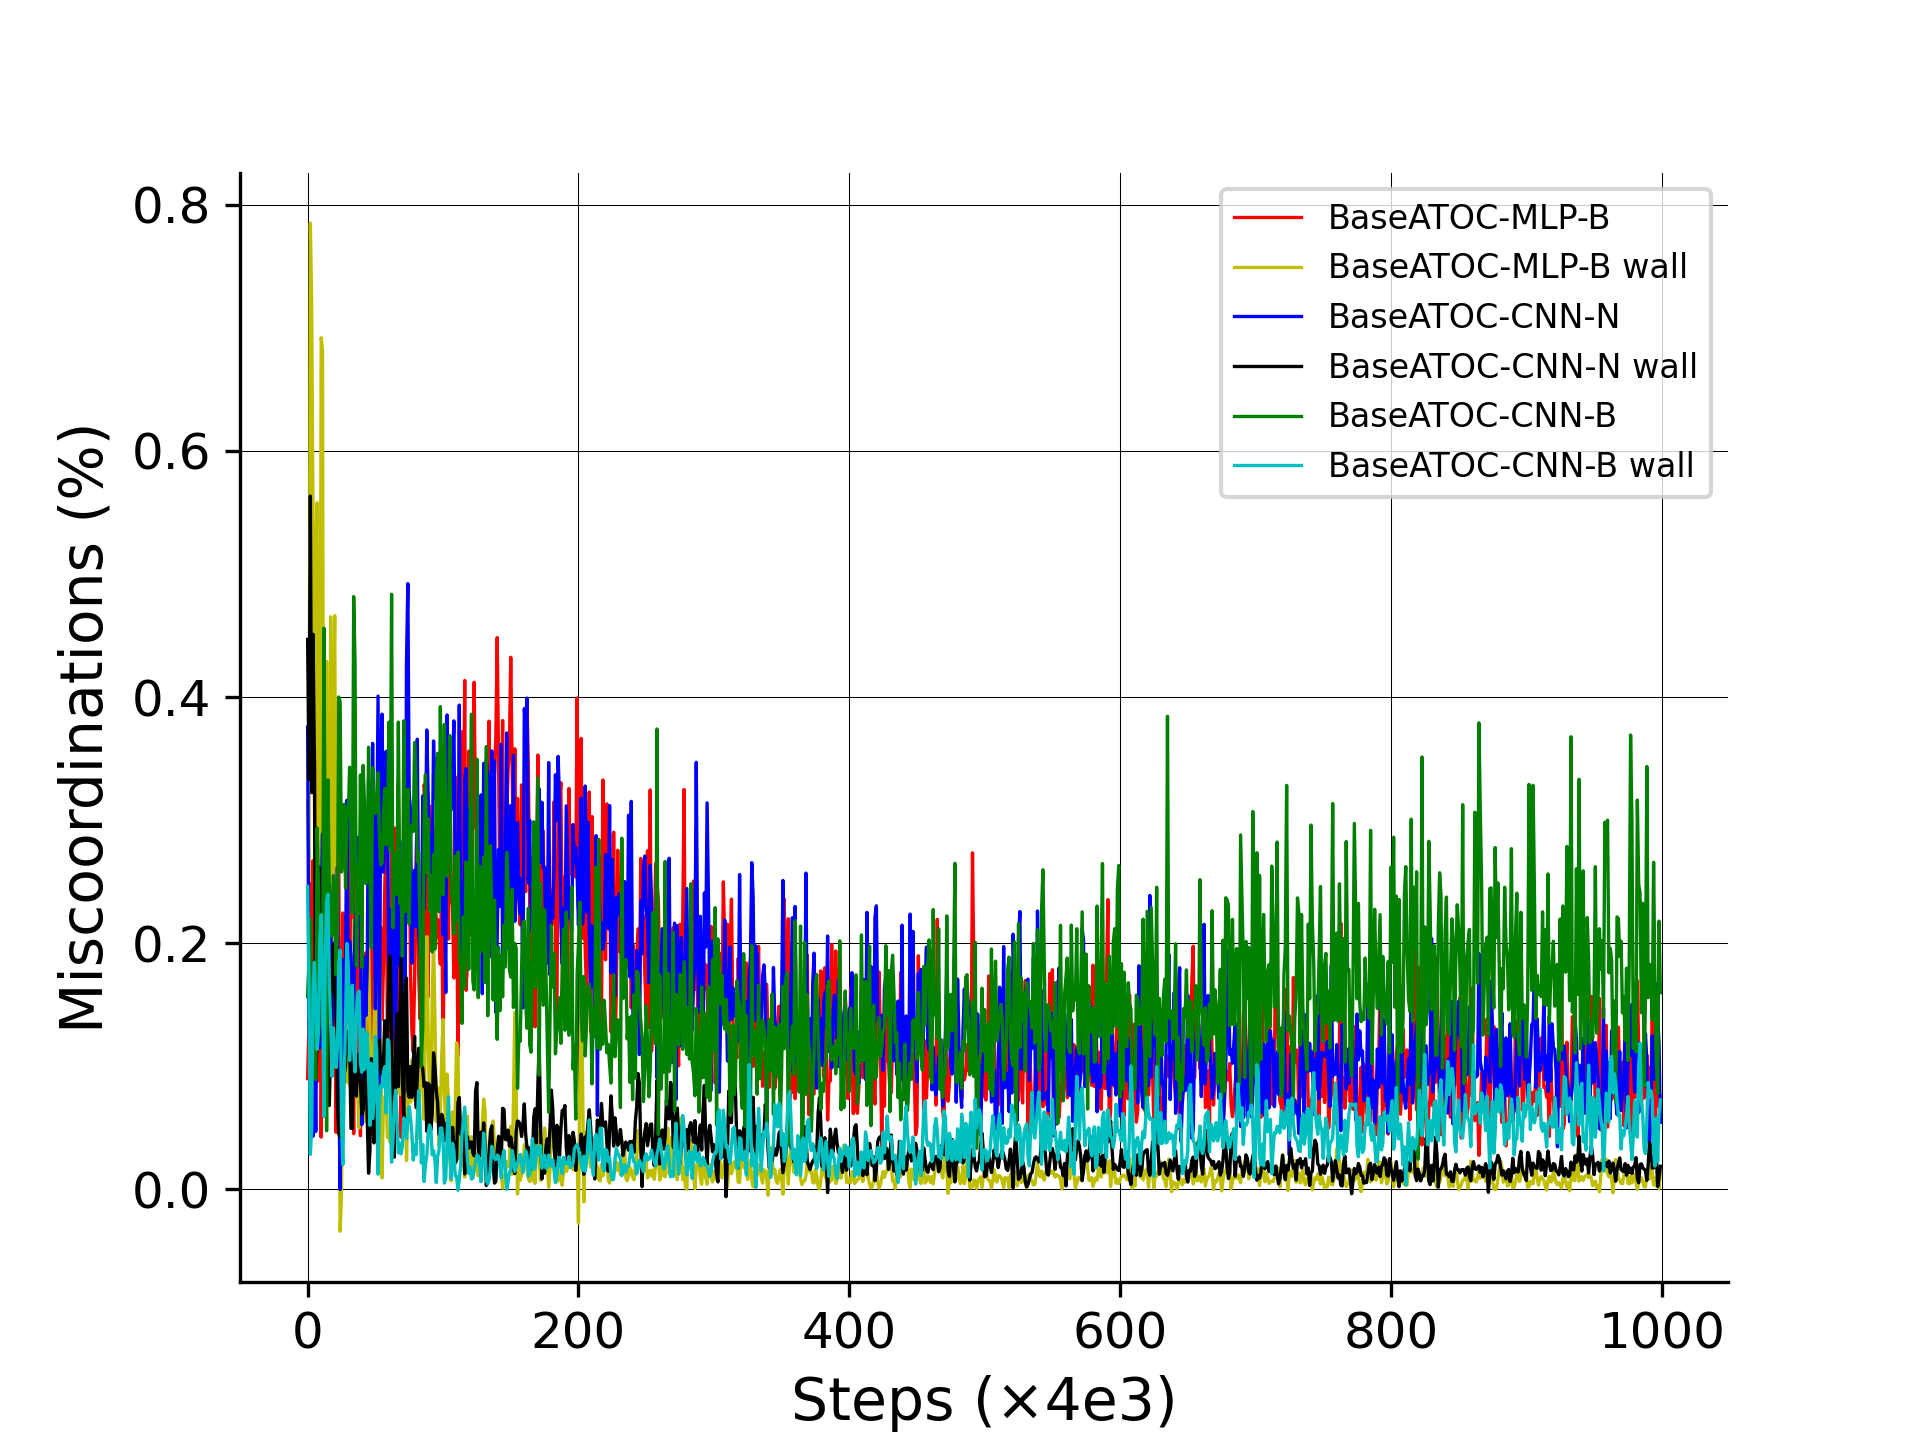 0.8
0.6
0.4
0.2
0.0
Miscoordinations (%)
0 200 400 600 800 1000
Steps (×4e3)
BaseATOC-MLP-B
BaseATOC-MLP-B wall
BaseATOC-CNN-N
BaseATOC-CNN-N wall
BaseATOC-CNN-B
BaseATOC-CNN-B wall